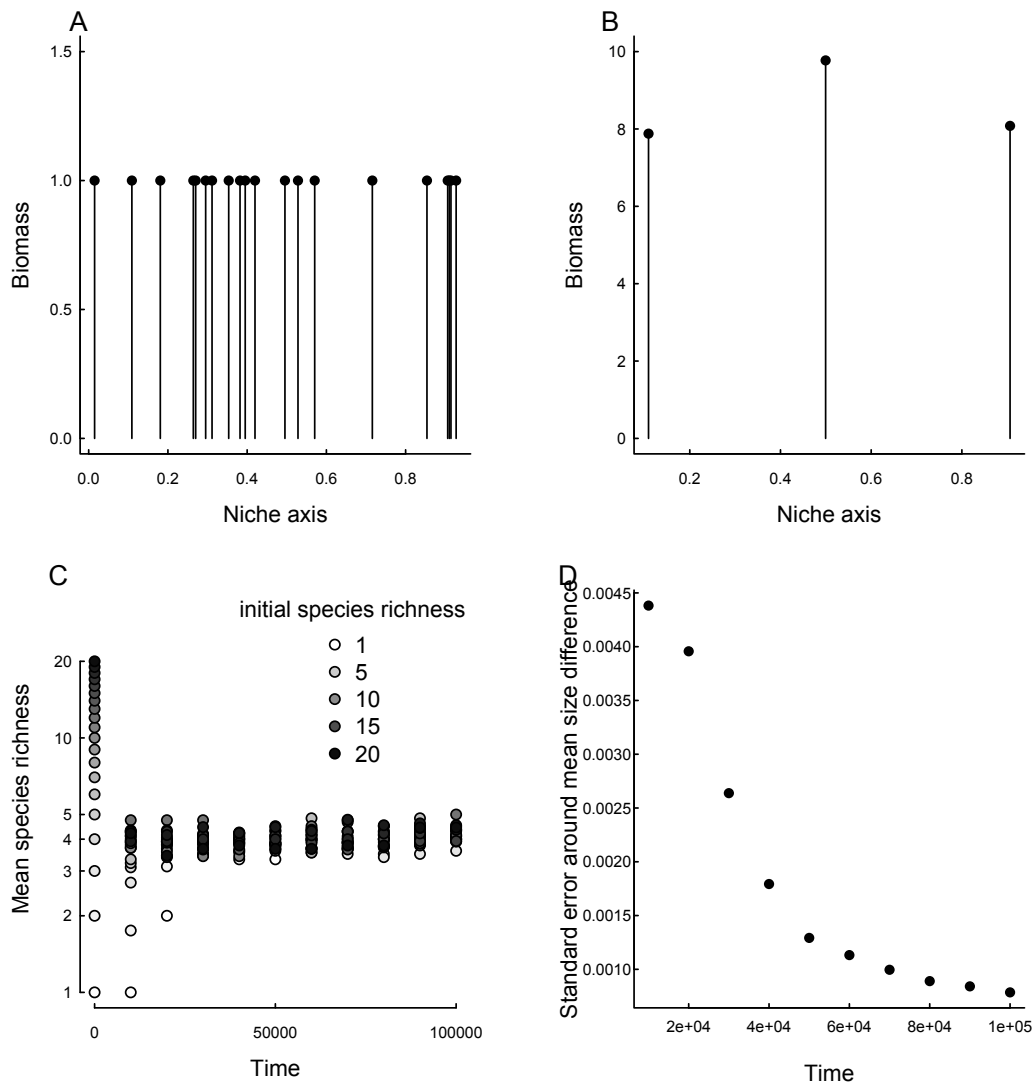 A
1.5
1.0
0.5
0.0
Biomass
0.0 0.2 0.4 0.6 0.8
Niche axis
B
10
8
6
4
2
0
Biomass
0.2 0.4 0.6 0.8
Niche axis
C
initial species richness
1
5
10
15
20
20
10
5
4
3
2
1
Mean species richness
0 50000 100000
Time
D
0.0045
0.0040
0.0035
0.0030
0.0025
0.0020
0.0015
0.0010
Standard error around mean size difference
2e+04 4e+04 6e+04 8e+04 1e+05
Time